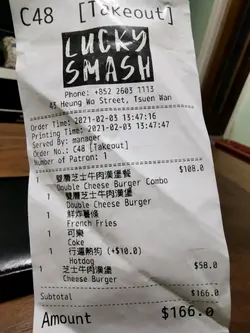 C48 [Takeout]
LUCKY
SMASH
Phone: +852 2603 1113
45 Heung Wo Street, Tsuen Wan
Order Time: 2021-02-03 13:47:16
Printing Time: 2021-02-03 13:47:17
Served By: manager
Order No.: C48 [Takeout]
Number of Patron: 1
1 雙層芝士牛肉漢堡餐 $108.0
Double Cheese Burger Combo
1 雙層芝士牛肉漢堡
Double Cheese Burger
1 鮮炸薯條
French Fries
1 可樂
Coke
1 行運熱狗 (+$10.0)
Hotdog
1 芝士牛肉漢堡 $58.0
Cheese Burger
Subtotal $166.0
Amount $166.0